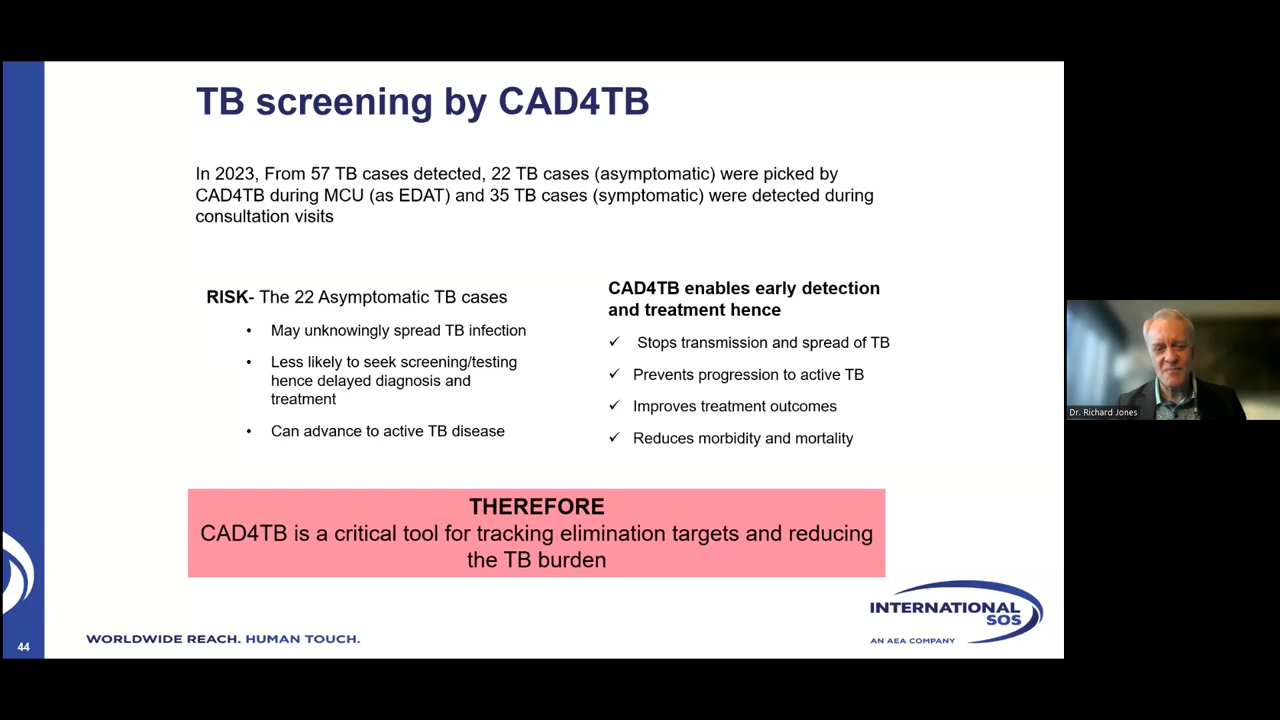 TB screening by CAD4TB
In 2023, From 57 TB cases detected, 22 TB cases (asymptomatic) were picked by
CAD4TB during MCU (as EDAT) and 35 TB cases (symptomatic) were detected during
consultation visits
RISK- The 22 Asymptomatic TB cases
• May unknowingly spread TB infection
• Less likely to seek screening/testing
hence delayed diagnosis and
treatment
• Can advance to active TB disease
CAD4TB enables early detection
and treatment hence
✓ Stops transmission and spread of TB
✓ Prevents progression to active TB
✓ Improves treatment outcomes
✓ Reduces morbidity and mortality
THEREFORE
CAD4TB is a critical tool for tracking elimination targets and reducing
the TB burden
44
WORLDWIDE REACH. HUMAN TOUCH.
INTERNATIONAL
SOS
AN AEA COMPANY
Dr. Richard Jones